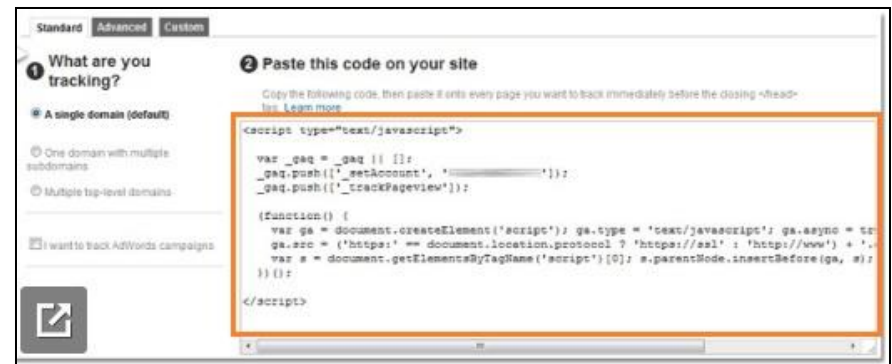 Standard Advanced Custom
1 What are you
tracking?
A single domain (default)
One domain with multiple
subdomains
Multiple top-level domains
I want to track AdWords campaigns
2 Paste this code on your site
Copy the following code, then paste it onto every page you want to track immediately before the closing </head>
tag. Learn more
<script type="text/javascript">
var _gaq = _gaq || [];
_gaq.push(['_setAccount', ' ']);
_gaq.push(['_trackPageview']);
(function() {
var ga = document.createElement('script'); ga.type = 'text/javascript'; ga.async = tr
ga.src = ('https:' == document.location.protocol ? 'https://ssl' : 'http://www') + '.
var s = document.getElementsByTagName('script')[0]; s.parentNode.insertBefore(ga, s);
})();
</script>